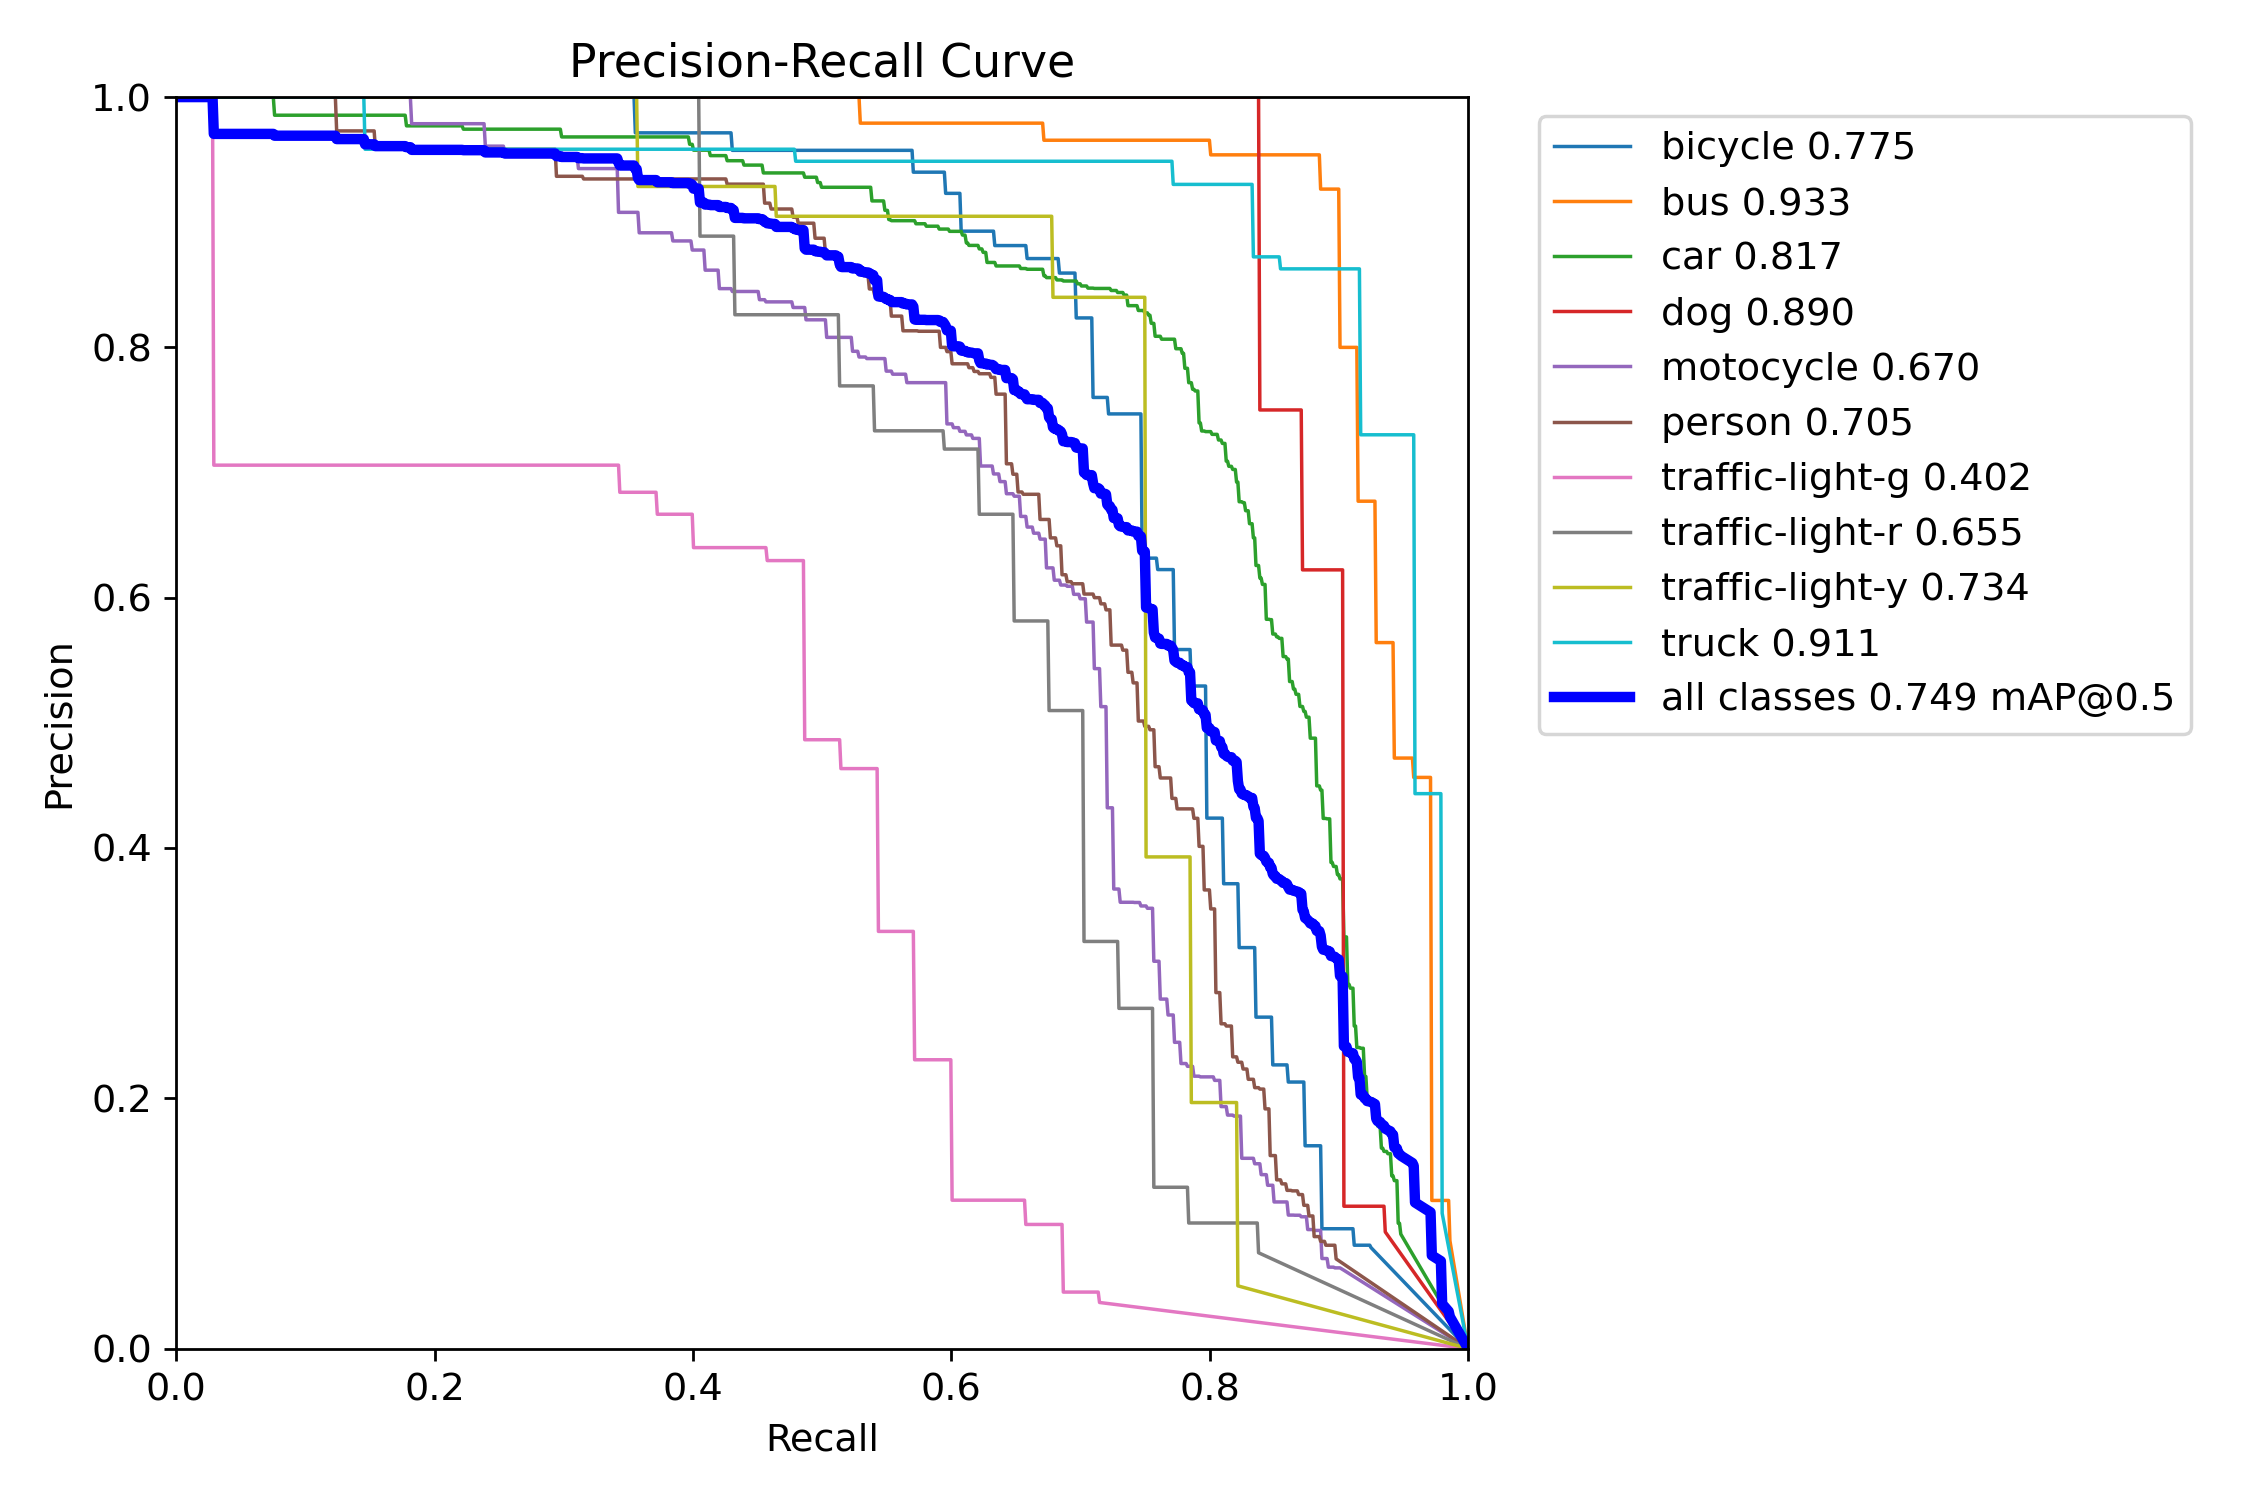 Precision-Recall Curve
1.0
0.8
0.6
0.4
0.2
0.0
Precision
0.0 0.2 0.4 0.6 0.8 1.0
Recall
bicycle 0.775
bus 0.933
car 0.817
dog 0.890
motocycle 0.670
person 0.705
traffic-light-g 0.402
traffic-light-r 0.655
traffic-light-y 0.734
truck 0.911
all classes 0.749 mAP@0.5